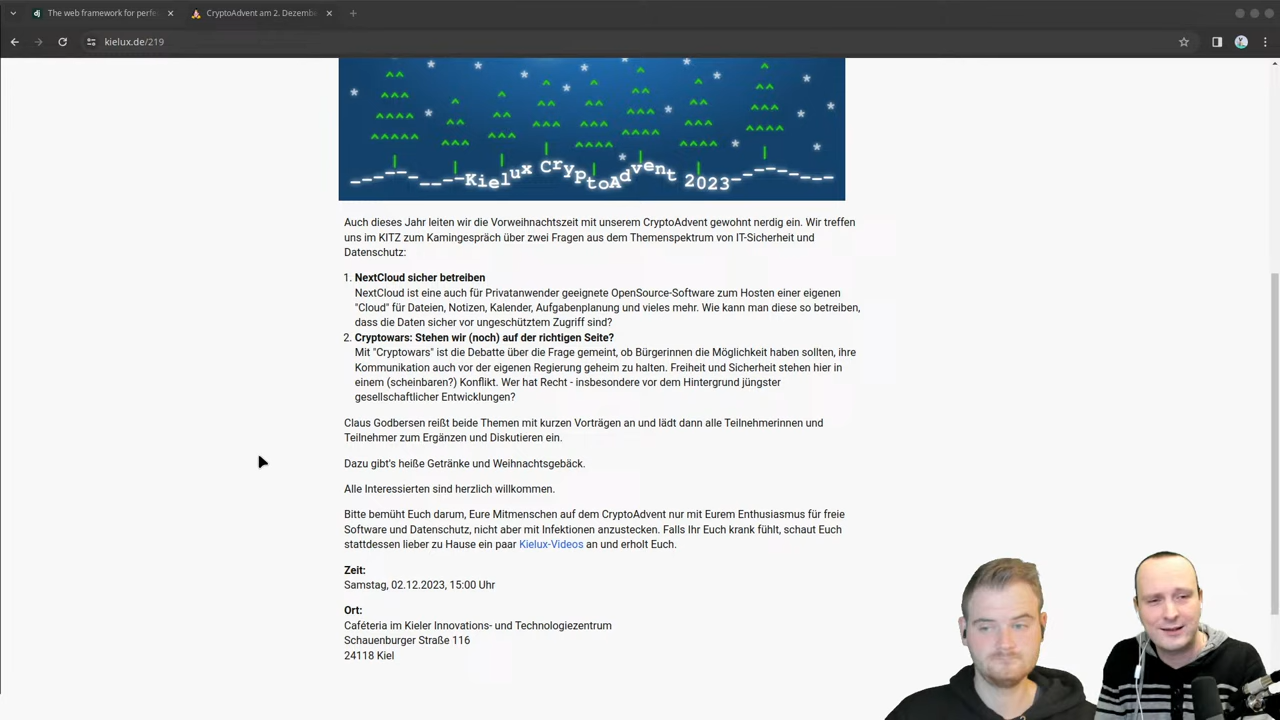 The web framework for perfe
CryptoAdvent am 2. Dezembe
kielux.de/219
Kielux CryptoAdvent 2023
Auch dieses Jahr leiten wir die Vorweihnachtszeit mit unserem CryptoAdvent gewohnt nerdig ein. Wir treffen
uns im KITZ zum Kamingespräch über zwei Fragen aus dem Themenspektrum von IT-Sicherheit und
Datenschutz:
1. NextCloud sicher betreiben
NextCloud ist eine auch für Privatanwender geeignete OpenSource-Software zum Hosten einer eigenen
"Cloud" für Dateien, Notizen, Kalender, Aufgabenplanung und vieles mehr. Wie kann man diese so betreiben,
dass die Daten sicher vor ungeschütztem Zugriff sind?
2. Cryptowars: Stehen wir (noch) auf der richtigen Seite?
Mit "Cryptowars" ist die Debatte über die Frage gemeint, ob Bürgerinnen die Möglichkeit haben sollten, ihre
Kommunikation auch vor der eigenen Regierung geheim zu halten. Freiheit und Sicherheit stehen hier in
einem (scheinbaren?) Konflikt. Wer hat Recht - insbesondere vor dem Hintergrund jüngster
gesellschaftlicher Entwicklungen?
Claus Godbersen reißt beide Themen mit kurzen Vorträgen an und lädt dann alle Teilnehmerinnen und
Teilnehmer zum Ergänzen und Diskutieren ein.
Dazu gibt's heiße Getränke und Weihnachtsgebäck.
Alle Interessierten sind herzlich willkommen.
Bitte bemüht Euch darum, Eure Mitmenschen auf dem CryptoAdvent nur mit Eurem Enthusiasmus für freie
Software und Datenschutz, nicht aber mit Infektionen anzustecken. Falls Ihr Euch krank fühlt, schaut Euch
stattdessen lieber zu Hause ein paar Kielux-Videos an und erholt Euch.
Zeit:
Samstag, 02.12.2023, 15:00 Uhr
Ort:
Caféteria im Kieler Innovations- und Technologiezentrum
Schauenburger Straße 116
24118 Kiel